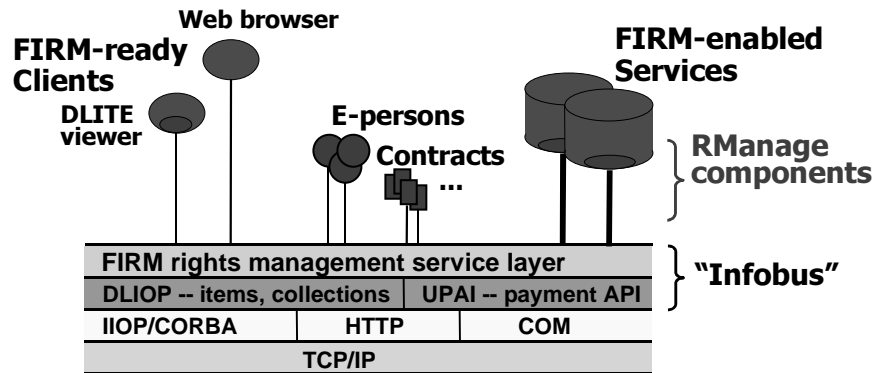 Web browser
FIRM-ready
Clients
DLITE
viewer
FIRM-enabled
Services
E-persons
Contracts
...
RManage
components
FIRM rights management service layer
DLIOP -- items, collections
UPAI -- payment API
"Infobus"
IIOP/CORBA
HTTP
COM
TCP/IP